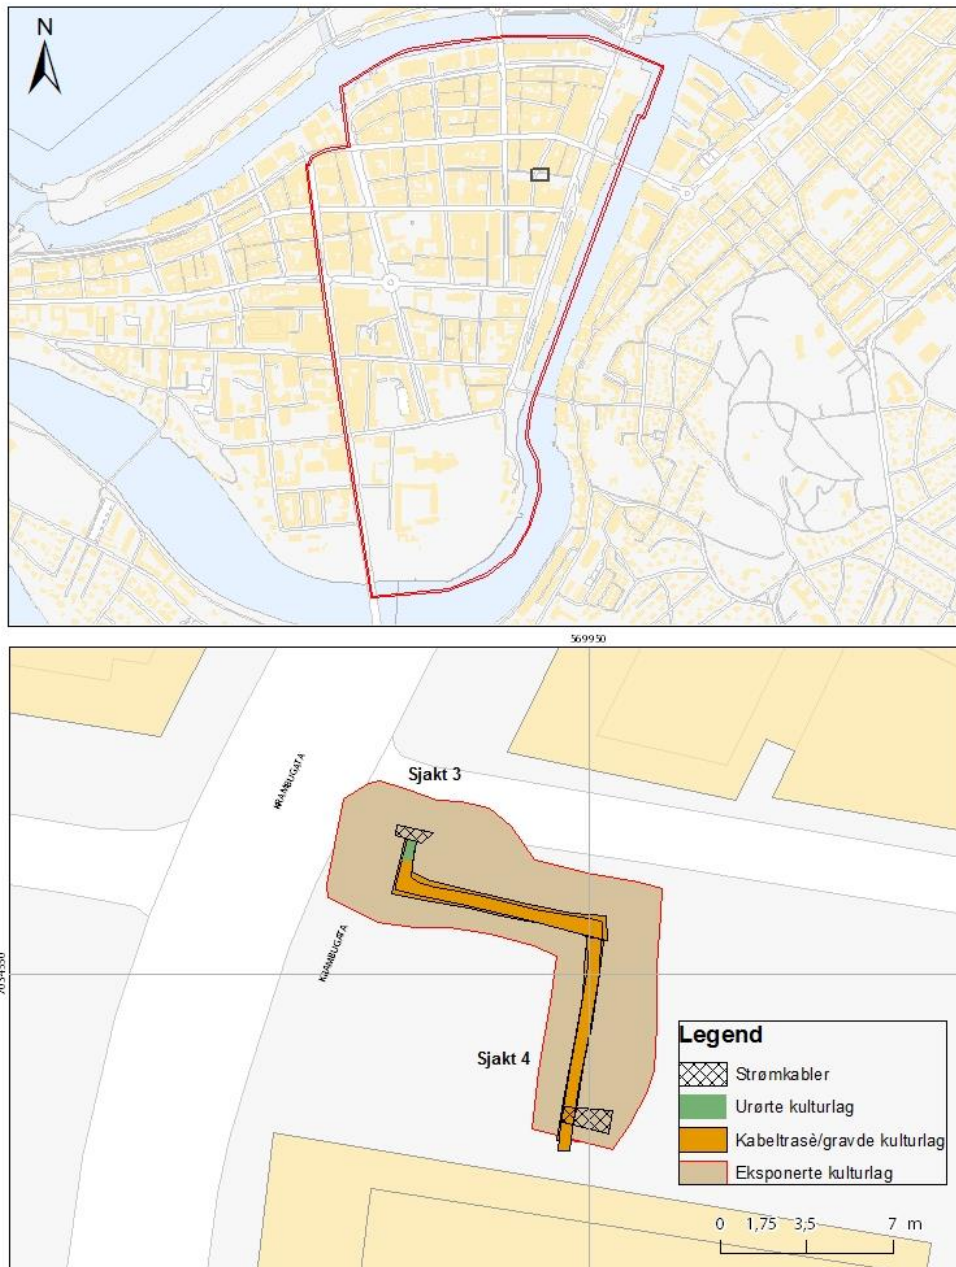 N
569950
Sjakt 3
KRAMBUGATA
KRAMBUGATA
Sjakt 4
Legend
Strømkabler
Urørte kulturlag
Kabeltrasè/gravde kulturlag
Eksponerte kulturlag
0 1,75 3,5 7 m